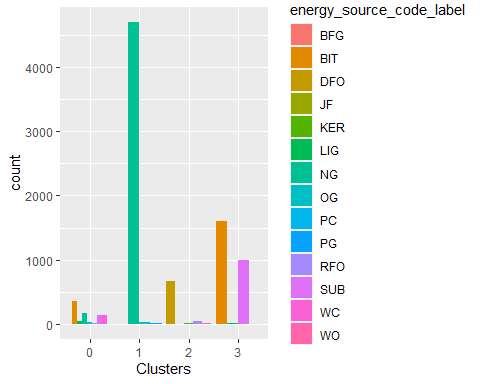 energy_source_code_label
BFG
BIT
DFO
JF
KER
LIG
NG
OG
PC
PG
RFO
SUB
WC
WO
count
4000
3000
2000
1000
0
0 1 2 3
Clusters